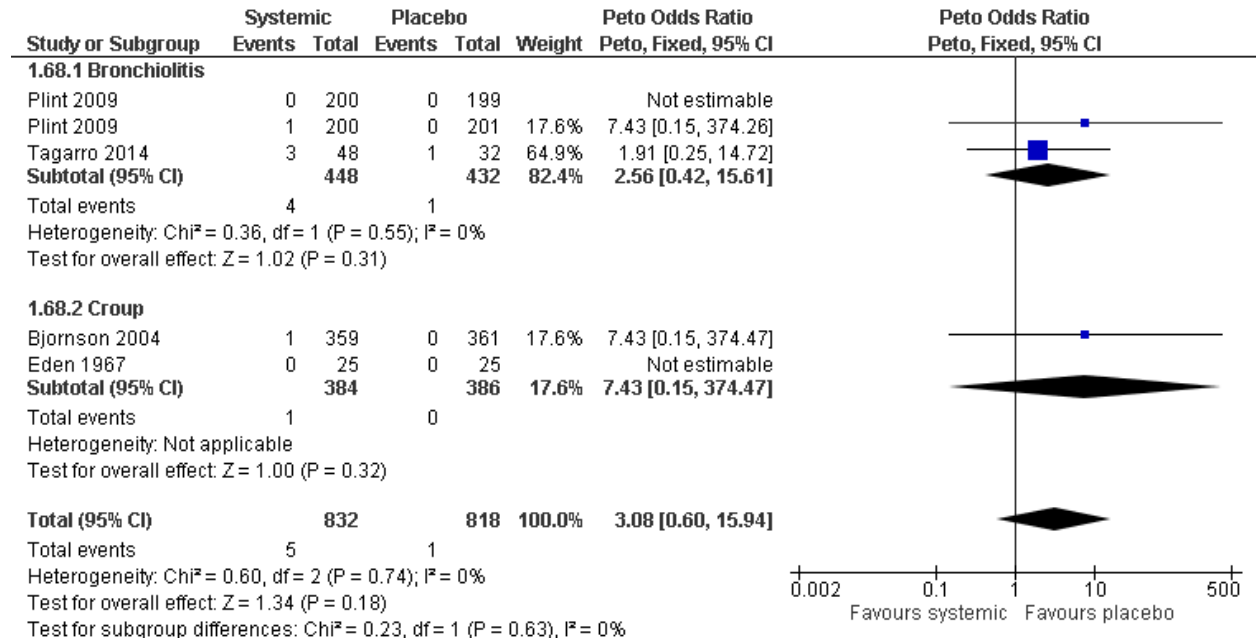 Systemic Placebo Peto Odds Ratio Peto Odds Ratio
Study or Subgroup Events Total Events Total Weight Peto, Fixed, 95% CI Peto, Fixed, 95% CI
1.68.1 Bronchiolitis
Plint 2009 0 200 0 199 Not estimable
Plint 2009 1 200 0 201 17.6% 7.43 [0.15, 374.26]
Tagarro 2014 3 48 1 32 64.9% 1.91 [0.25, 14.72]
Subtotal (95% CI) 448 432 82.4% 2.56 [0.42, 15.61]
Total events 4 1
Heterogeneity: Chi² = 0.36, df = 1 (P = 0.55); I² = 0%
Test for overall effect: Z = 1.02 (P = 0.31)
1.68.2 Croup
Bjornson 2004 1 359 0 361 17.6% 7.43 [0.15, 374.47]
Eden 1967 0 25 0 25 Not estimable
Subtotal (95% CI) 384 386 17.6% 7.43 [0.15, 374.47]
Total events 1 0
Heterogeneity: Not applicable
Test for overall effect: Z = 1.00 (P = 0.32)
Total (95% CI) 832 818 100.0% 3.08 [0.60, 15.94]
Total events 5 1
Heterogeneity: Chi² = 0.60, df = 2 (P = 0.74); I² = 0%
Test for overall effect: Z = 1.34 (P = 0.18)
Test for subgroup differences: Chi² = 0.23, df = 1 (P = 0.63), I² = 0%
0.002 0.1 1 10 500
Favours systemic Favours placebo